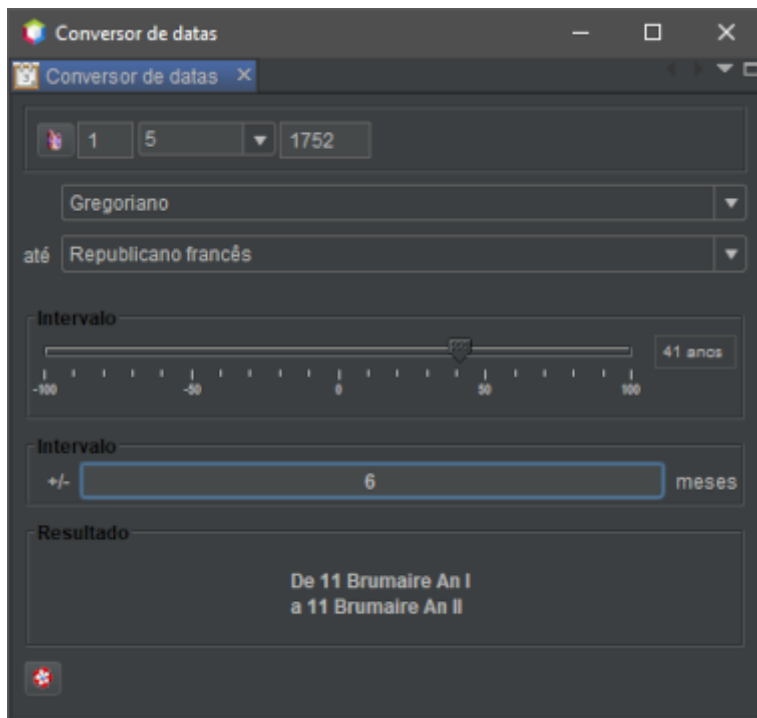 Conversor de datas
Conversor de datas
1 5 1752
Gregoriano
até Republicano francês
Intervalo
41 anos
-100 -50 0 50 100
Intervalo
+/- 6 meses
Resultado
De 11 Brumaire An I
a 11 Brumaire An II